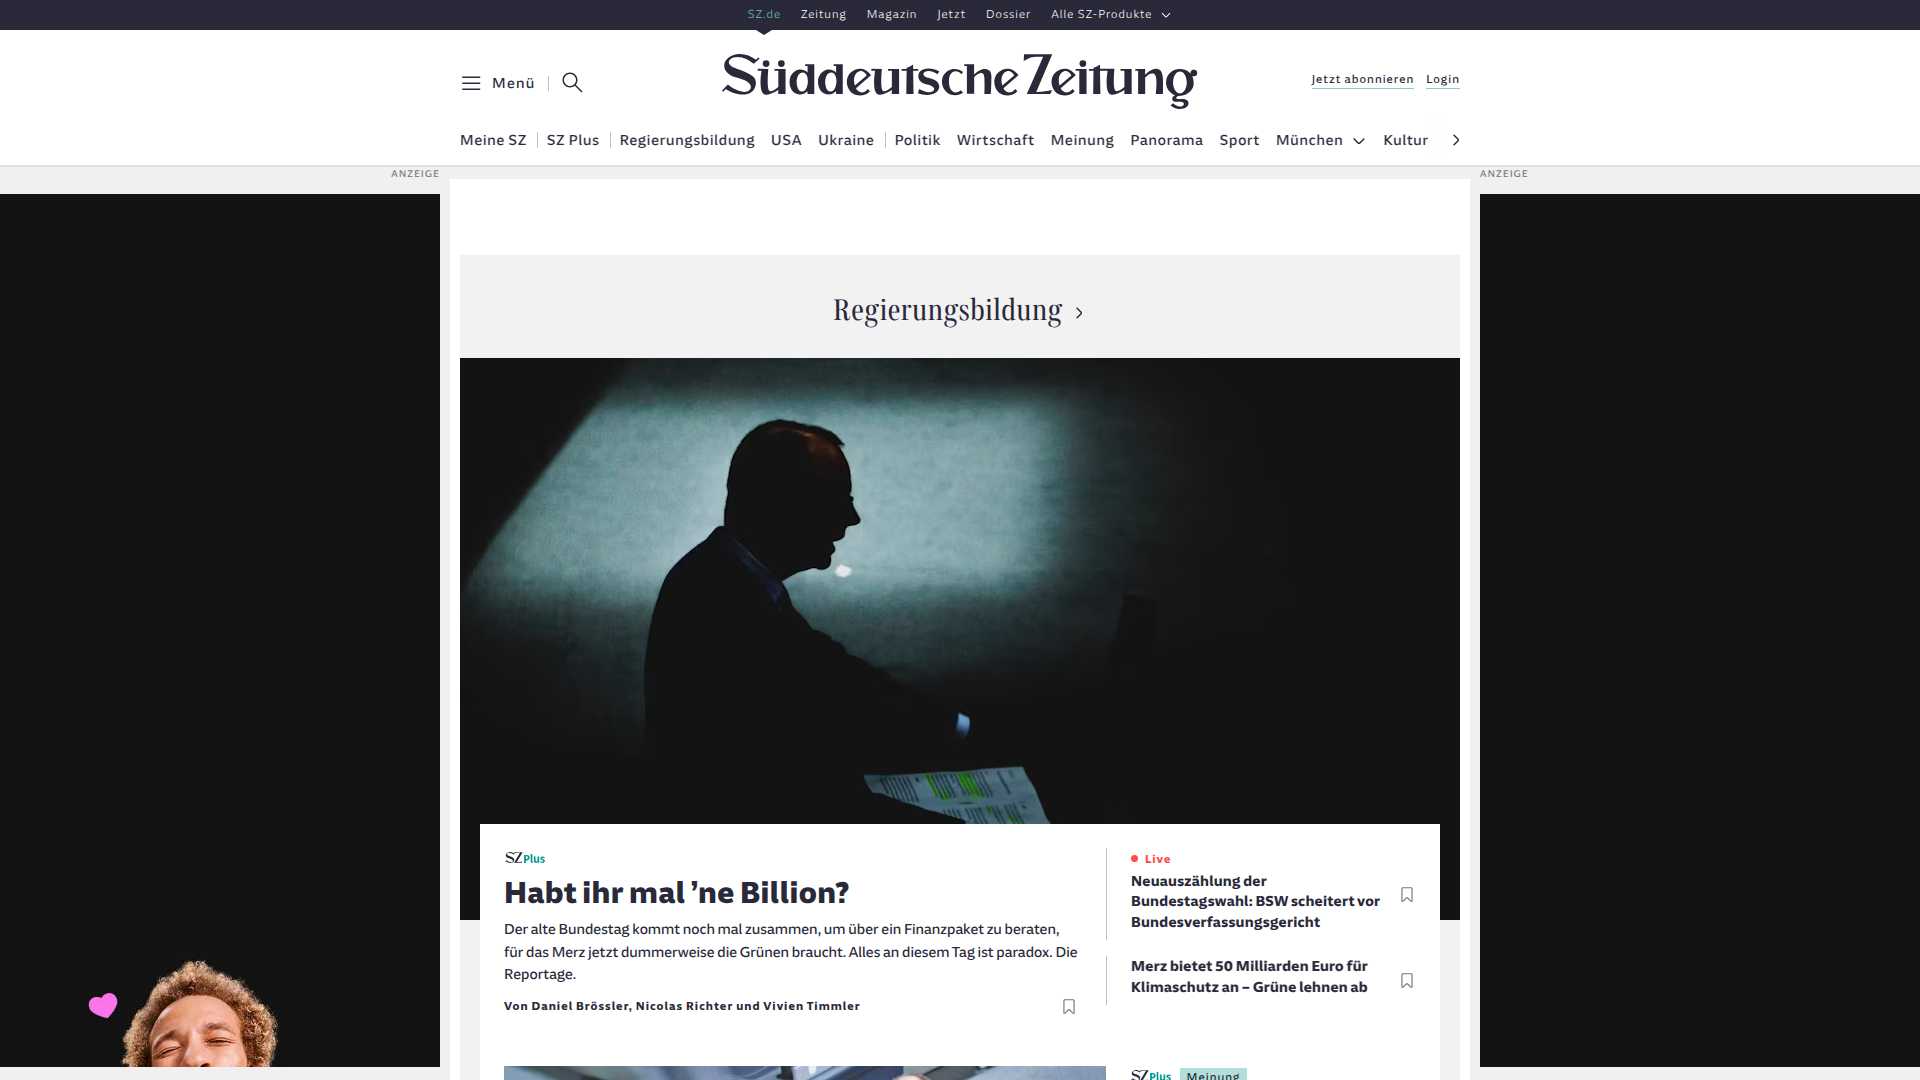 SZ.de Zeitung Magazin Jetzt Dossier Alle SZ-Produkte
Menü
Süddeutsche Zeitung
Jetzt abonnieren Login
Meine SZ SZ Plus Regierungsbildung USA Ukraine Politik Wirtschaft Meinung Panorama Sport München Kultur
ANZEIGE
ANZEIGE
Regierungsbildung
SZ Plus
Habt ihr mal ’ne Billion?
Der alte Bundestag kommt noch mal zusammen, um über ein Finanzpaket zu beraten,
für das Merz jetzt dummerweise die Grünen braucht. Alles an diesem Tag ist paradox. Die
Reportage.
Von Daniel Brössler, Nicolas Richter und Vivien Timmler
Live
Neuauszählung der
Bundestagswahl: BSW scheitert vor
Bundesverfassungsgericht
Merz bietet 50 Milliarden Euro für
Klimaschutz an – Grüne lehnen ab
SZ Plus Meinung